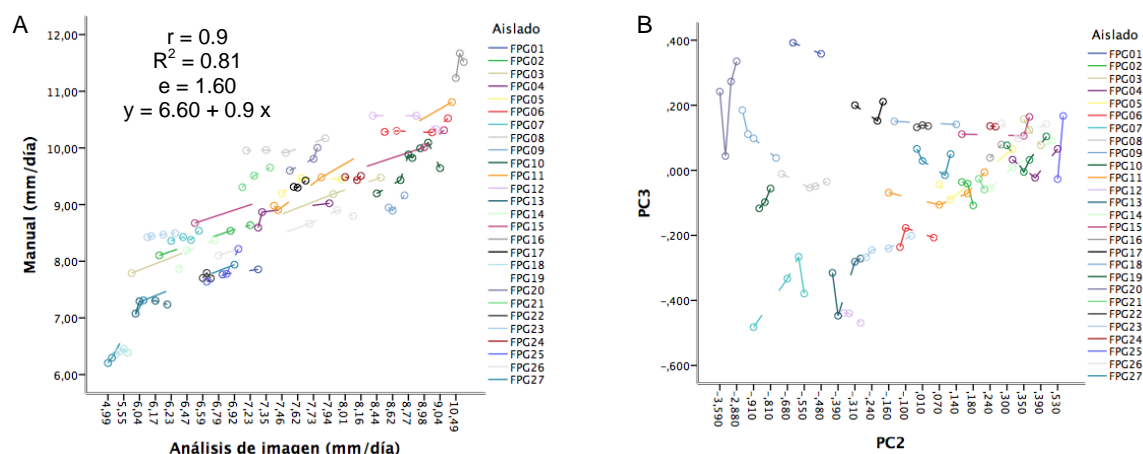 A
r = 0.9
R² = 0.81
e = 1.60
y = 6.60 + 0.9 x
Manual (mm/día)
12,00
11,00
10,00
9,00
8,00
7,00
6,00
4,99
5,55
6,04
6,17
6,23
6,47
6,59
6,79
6,92
7,23
7,35
7,46
7,62
7,73
7,94
8,01
8,16
8,44
8,62
8,77
8,98
9,04
10,49
Análisis de imagen (mm/día)
Aislado
FPG01
FPG02
FPG03
FPG04
FPG05
FPG06
FPG07
FPG08
FPG09
FPG10
FPG11
FPG12
FPG13
FPG14
FPG15
FPG16
FPG17
FPG18
FPG19
FPG20
FPG21
FPG22
FPG23
FPG24
FPG25
FPG26
FPG27
B
PC3
,400
,200
,000
-,200
-,400
-,600
-3,590
-2,880
-,910
-,810
-,680
-,550
-,480
-,390
-,310
-,240
-,160
-,100
,010
,070
,140
,180
,240
,300
,350
,390
,530
PC2
Aislado
FPG01
FPG02
FPG03
FPG04
FPG05
FPG06
FPG07
FPG08
FPG09
FPG10
FPG11
FPG12
FPG13
FPG14
FPG15
FPG16
FPG17
FPG18
FPG19
FPG20
FPG21
FPG22
FPG23
FPG24
FPG25
FPG26
FPG27